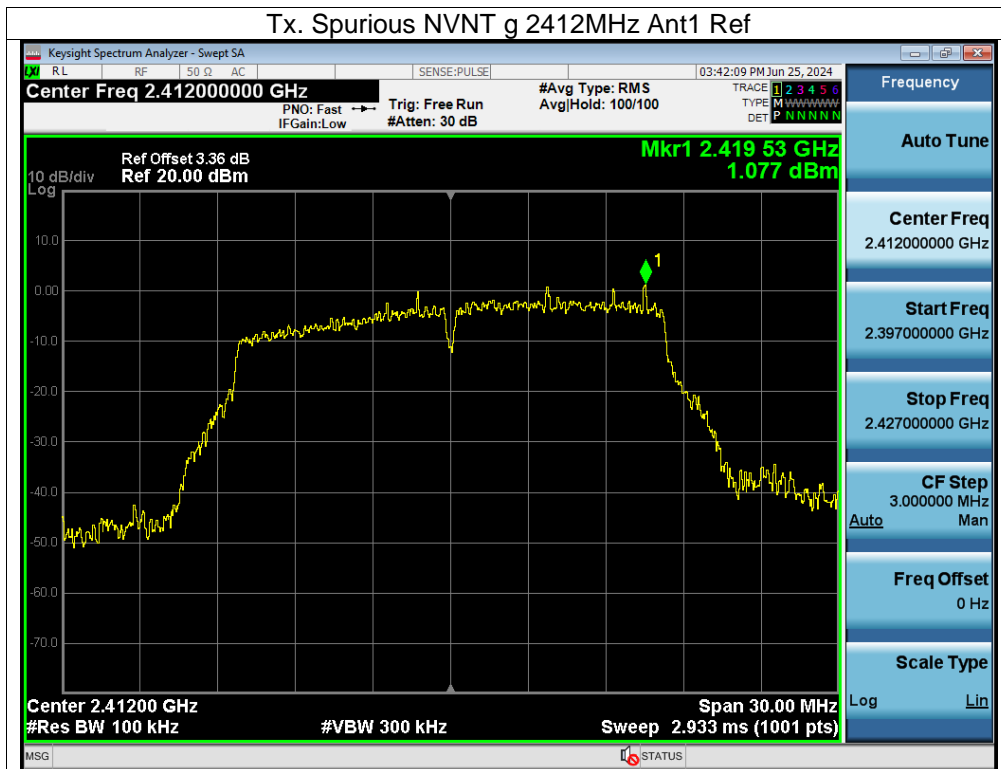 Tx. Spurious NVNT g 2412MHz Ant1 Ref
Keysight Spectrum Analyzer - Swept SA
LXI RL RF 50 Ω AC SENSE:PULSE 03:42:09 PM Jun 25, 2024
Center Freq 2.412000000 GHz
PNO: Fast
IFGain:Low
Trig: Free Run
#Atten: 30 dB
#Avg Type: RMS
Avg|Hold: 100/100
TRACE 1 2 3 4 5 6
TYPE M WWWWW
DET P N N N N N
Mkr1 2.419 53 GHz
1.077 dBm
Ref Offset 3.36 dB
10 dB/div Ref 20.00 dBm
Log
10.0
0.00
-10.0
-20.0
-30.0
-40.0
-50.0
-60.0
-70.0
1
Center 2.41200 GHz Span 30.00 MHz
#Res BW 100 kHz #VBW 300 kHz Sweep 2.933 ms (1001 pts)
MSG STATUS
Frequency
Auto Tune
Center Freq
2.412000000 GHz
Start Freq
2.397000000 GHz
Stop Freq
2.427000000 GHz
CF Step
3.000000 MHz
Auto Man
Freq Offset
0 Hz
Scale Type
Log Lin